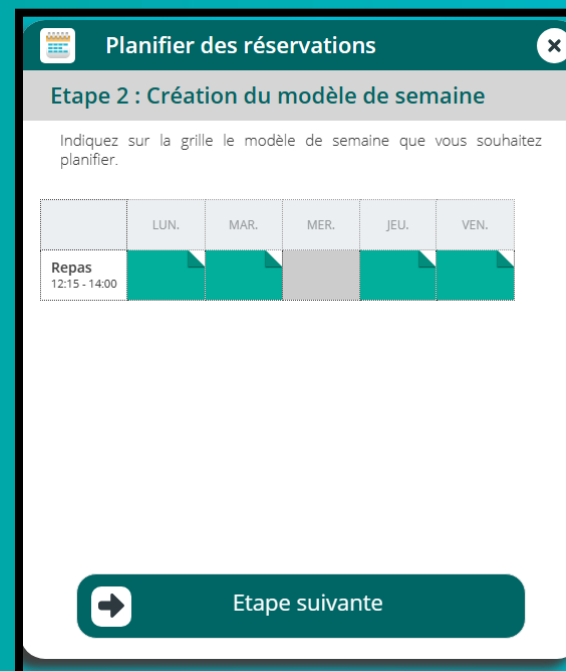 Planifier des réservations
Etape 2 : Création du modèle de semaine
Indiquez sur la grille le modèle de semaine que vous souhaitez
planifier.
LUN. MAR. MER. JEU. VEN.
Repas
12:15 - 14:00
Etape suivante